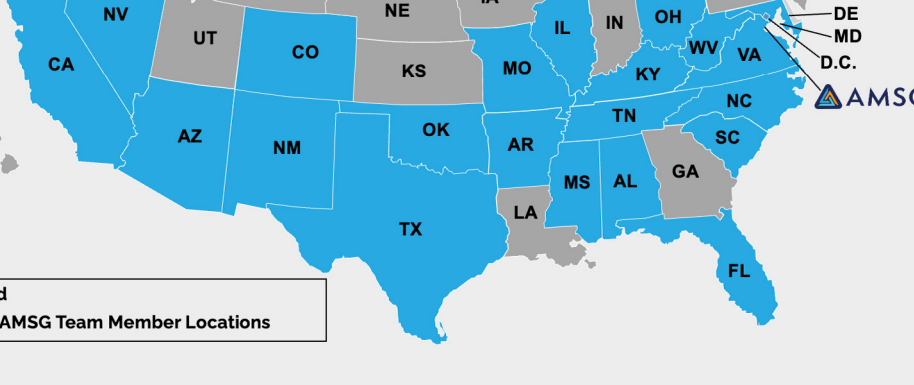 NV
NE
IA
IL
IN
OH
DE
MD
D.C.
UT
CO
CA
KS
MO
WV
VA
KY
AMSG
NC
TN
AZ
NM
OK
AR
SC
MS
AL
GA
LA
TX
FL
d
AMSG Team Member Locations